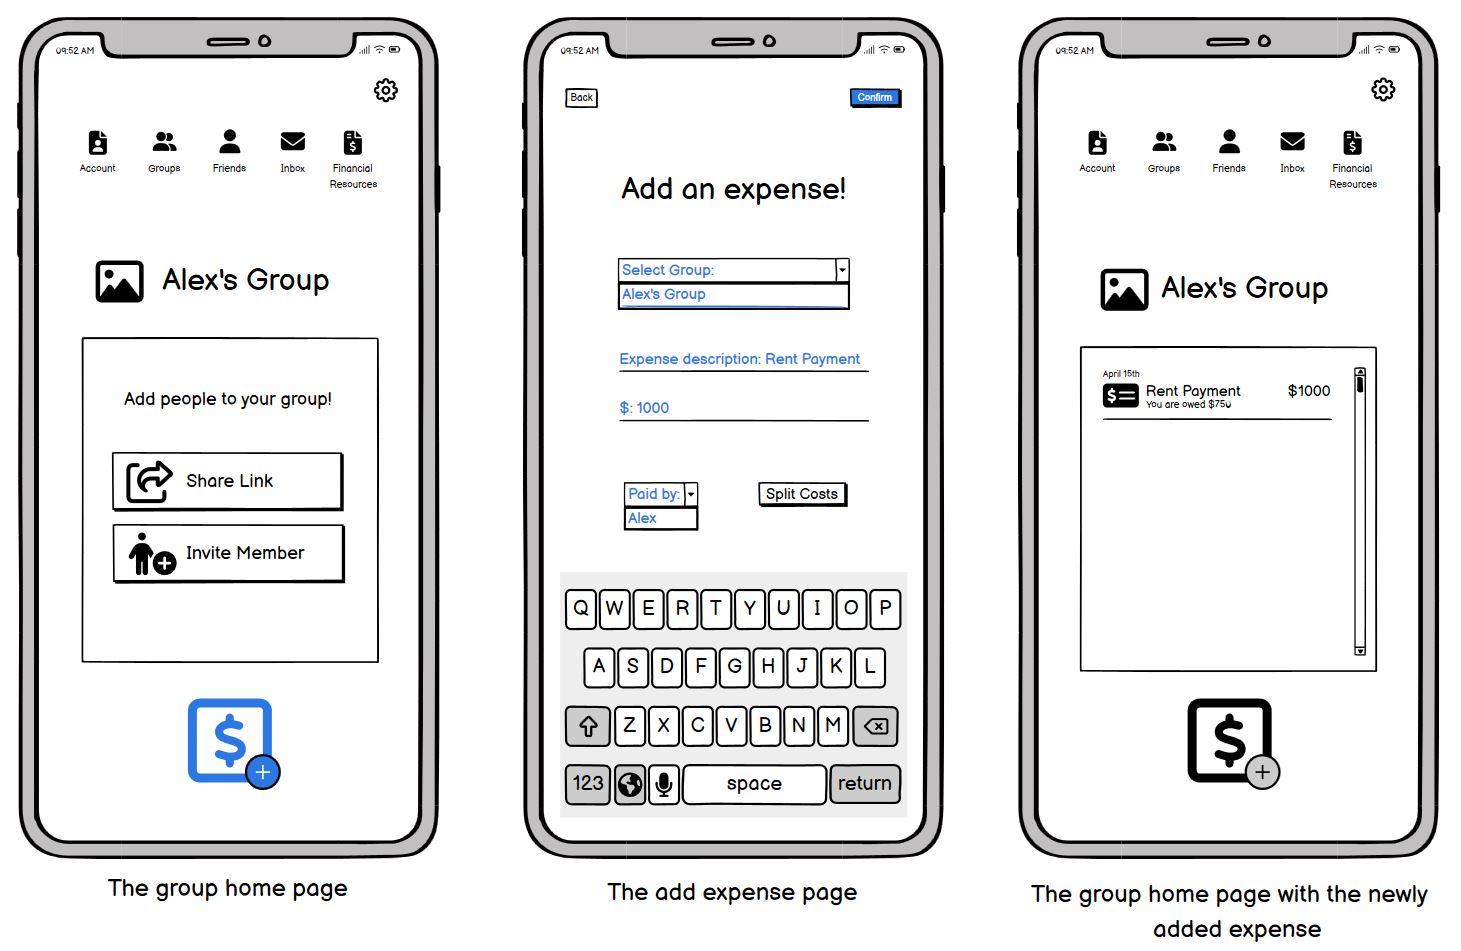 09:52 AM
Account
Groups
Friends
Inbox
Financial
Resources
Alex's Group
Add people to your group!
Share Link
Invite Member
$
+
The group home page
09:52 AM
Back
Confirm
Add an expense!
Select Group:
Alex's Group
Expense description: Rent Payment
$: 1000
Paid by:
Split Costs
Alex
Q W E R T Y U I O P
A S D F G H J K L
Z X C V B N M
123
space
return
The add expense page
09:52 AM
Account
Groups
Friends
Inbox
Financial
Resources
Alex's Group
April 15th
Rent Payment
$1000
You are owed $750
$
+
The group home page with the newly
added expense